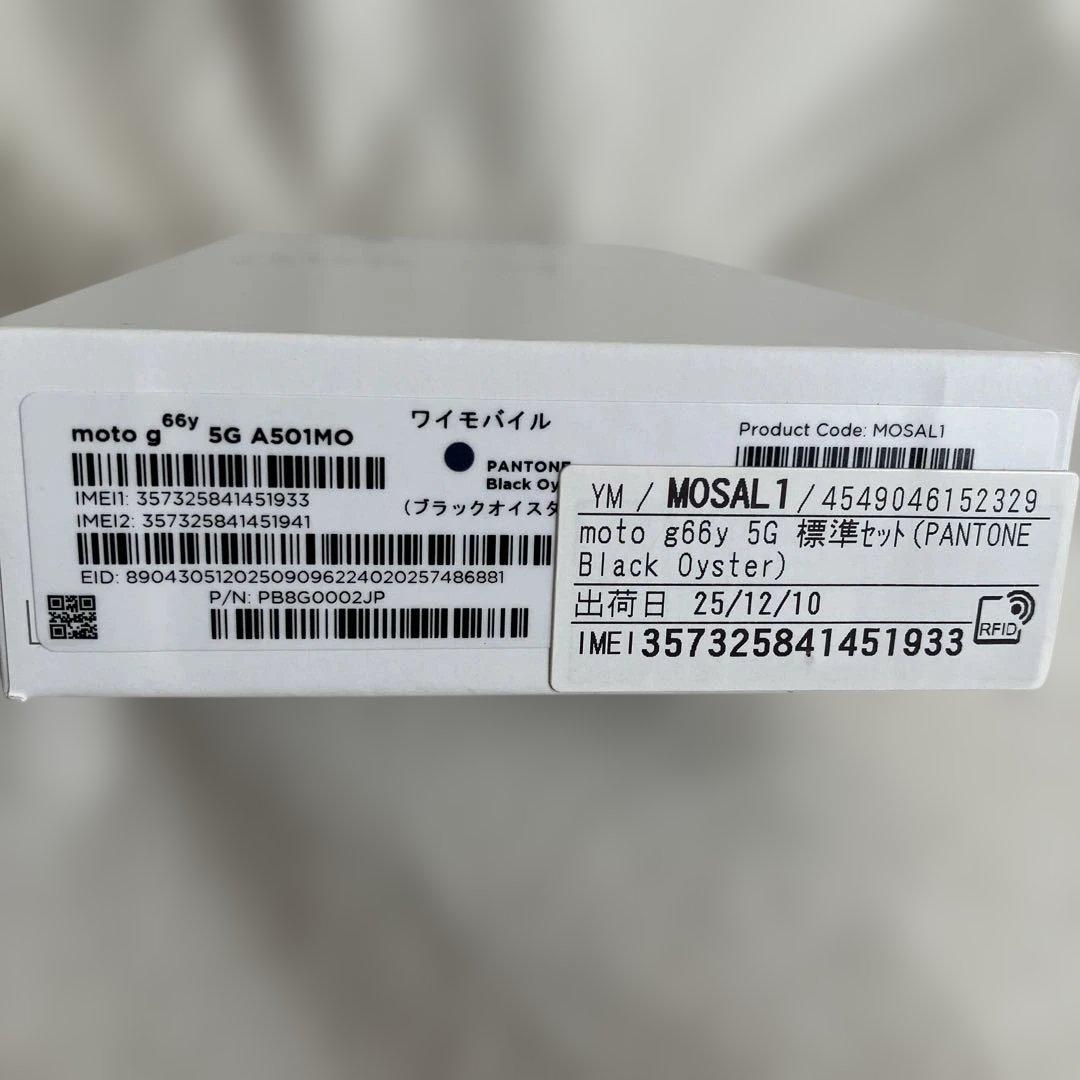 moto g66y 5G A501MO
IMEI1: 357325841451933
IMEI2: 357325841451941
EID: 89043051202509096224020257486881
P/N: PB8G0002JP
ワイモバイル
PANTONE
Black Oy
(ブラックオイスタ
Product Code: MOSAL1
YM / MOSAL1 / 4549046152329
moto g66y 5G 標準セット(PANTONE
Black Oyster)
出荷日 25/12/10
IMEI357325841451933
RFID